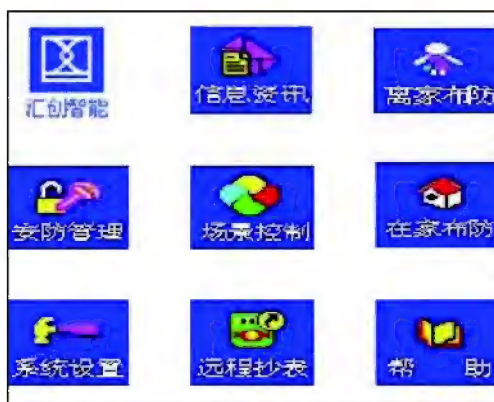 汇创智能
信息资讯
离家布防
安防管理
场景控制
在家布防
系统设置
远程抄表
帮 助